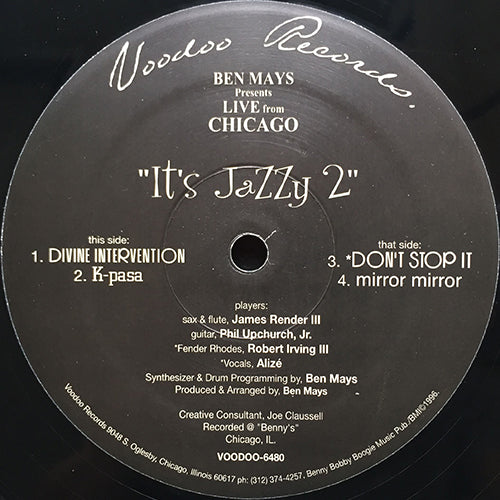 Voodoo Records.
BEN MAYS
Presents
LIVE from
CHICAGO
"It's JaZZy 2"
this side:
1. DIVINE INTERVENTION
2. K-pasa
that side:
3. *DON'T STOP IT
4. mirror mirror
players:
sax & flute, James Render III
guitar, Phil Upchurch, Jr.
*Fender Rhodes, Robert Irving III
*Vocals, Alizé
Synthesizer & Drum Programming by, Ben Mays
Produced & Arranged by, Ben Mays
Creative Consultant, Joe Claussell
Recorded @ "Benny's"
Chicago, IL.
VOODOO-6480
Voodoo Records 9048 S. Oglesby, Chicago, Illinois 60617 ph: (312) 374-4257, Benny Bobby Boogie Music Pub./BMI©1996.